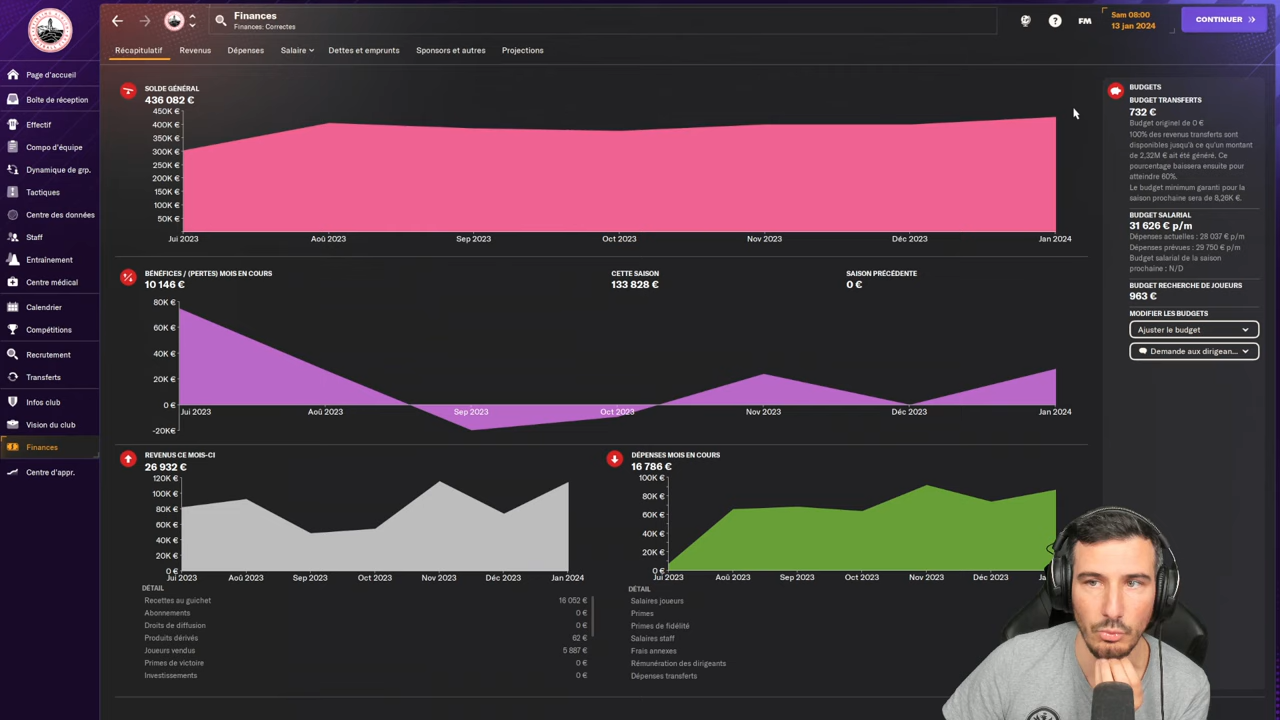 Finances
Finances: Correctes
FM
Sam 08:00
13 jan 2024
CONTINUER
Récapitulatif
Revenus
Dépenses
Salaire
Dettes et emprunts
Sponsors et autres
Projections
Page d'accueil
Boîte de réception
Effectif
Compo d'équipe
Dynamique de grp.
Tactiques
Centre des données
Staff
Entraînement
Centre médical
Calendrier
Compétitions
Recrutement
Transferts
Infos club
Vision du club
Finances
Centre d'appr.
SOLDE GÉNÉRAL
436 082 €
450K €
400K €
350K €
300K €
250K €
200K €
150K €
100K €
50K €
Jui 2023
Aoû 2023
Sep 2023
Oct 2023
Nov 2023
Déc 2023
Jan 2024
BÉNÉFICES / (PERTES) MOIS EN COURS
10 146 €
CETTE SAISON
133 828 €
SAISON PRÉCÉDENTE
0 €
80K €
60K €
40K €
20K €
0 €
-20K€
Jui 2023
Aoû 2023
Sep 2023
Oct 2023
Nov 2023
Déc 2023
Jan 2024
REVENUS CE MOIS-CI
26 932 €
120K €
100K €
80K €
60K €
40K €
20K €
0 €
Jui 2023
Aoû 2023
Sep 2023
Oct 2023
Nov 2023
Déc 2023
Jan 2024
DÉTAIL
Recettes au guichet 16 052 €
Abonnements 0 €
Droits de diffusion 0 €
Produits dérivés 62 €
Joueurs vendus 5 887 €
Primes de victoire 0 €
Investissements 0 €
DÉPENSES MOIS EN COURS
16 786 €
100K €
80K €
60K €
40K €
20K €
0 €
Jui 2023
Aoû 2023
Sep 2023
Oct 2023
Nov 2023
Déc 2023
DÉTAIL
Salaires joueurs
Primes
Primes de fidélité
Salaires staff
Frais annexes
Rémunération des dirigeants
Dépenses transferts
BUDGETS
BUDGET TRANSFERTS
732 €
Budget originel de 0 €
100% des revenus transferts sont
disponibles jusqu'à ce qu'un montant
de 2,32M € ait été généré. Ce
pourcentage baissera ensuite pour
atteindre 60%.
Le budget minimum garanti pour la
saison prochaine sera de 8,26K €.
BUDGET SALARIAL
31 626 € p/m
Dépenses actuelles : 28 037 € p/m
Dépenses prévues : 29 750 € p/m
Budget salarial de la saison
prochaine : N/D
BUDGET RECHERCHE DE JOUEURS
963 €
MODIFIER LES BUDGETS
Ajuster le budget
Demande aux dirigean...